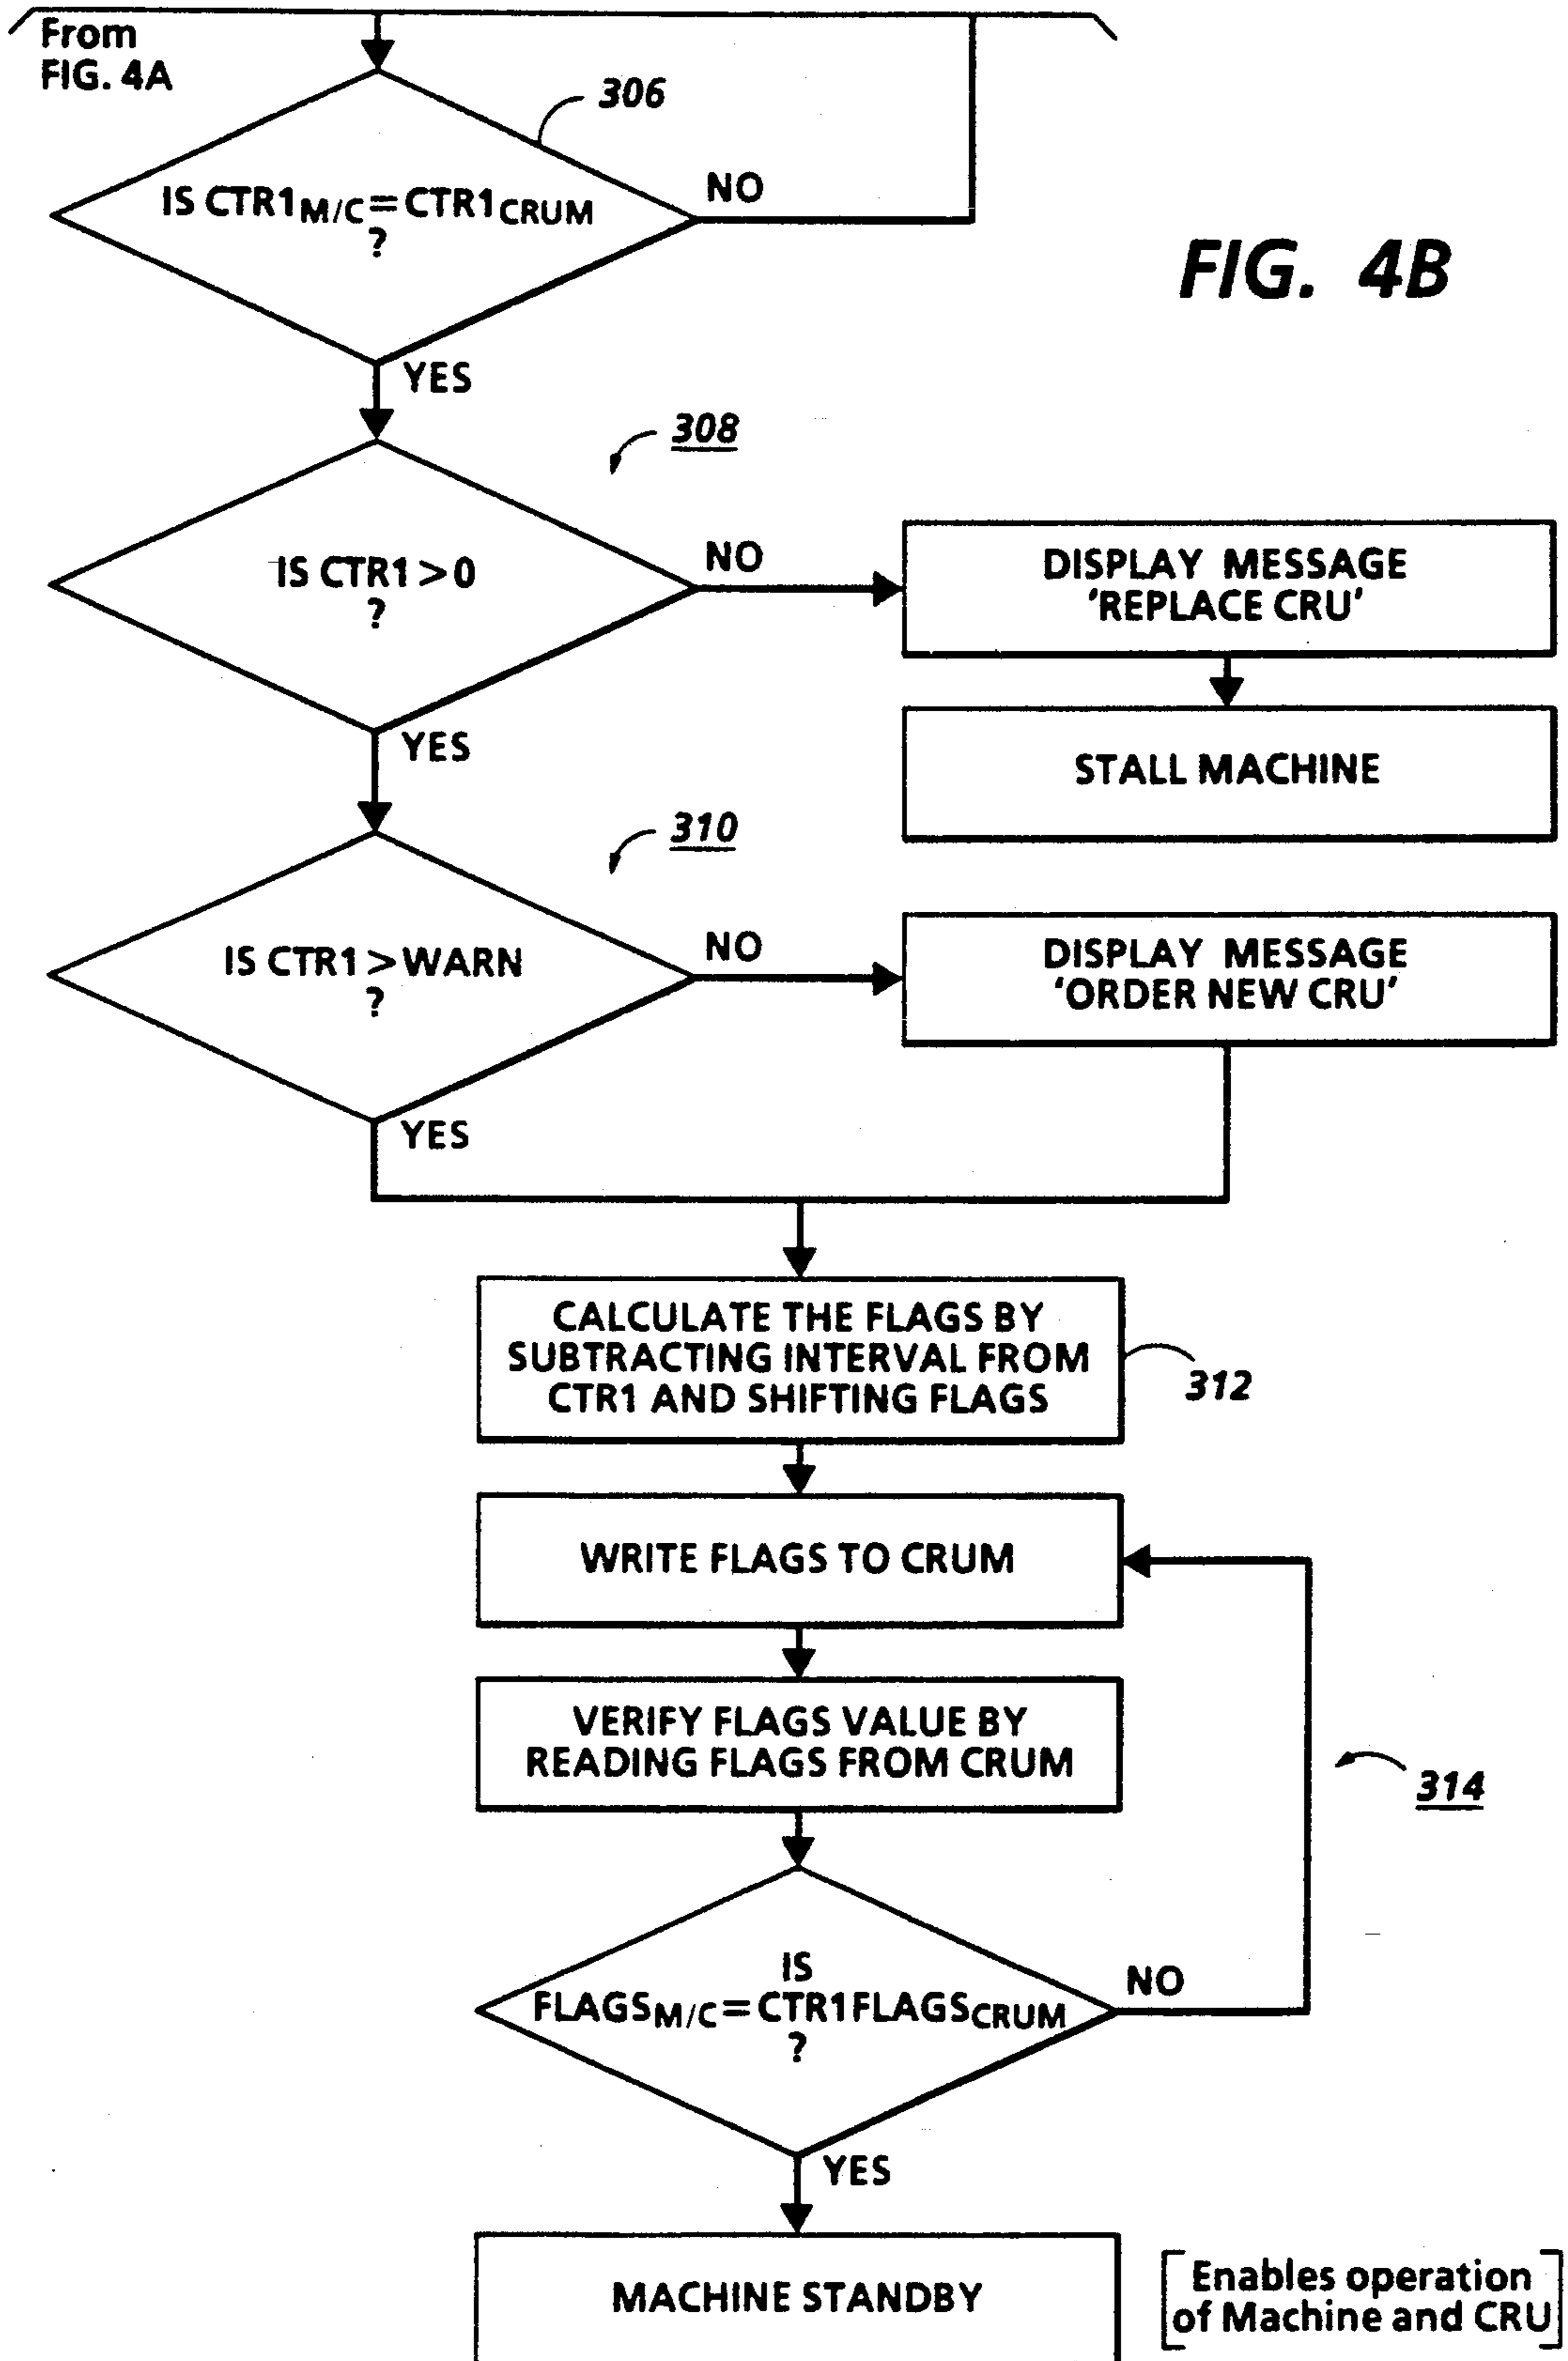 From
FIG. 4A
306
IS CTR1M/C=CTR1CRUM
?
NO
FIG. 4B
YES
308
IS CTR1>0
?
NO
DISPLAY MESSAGE
'REPLACE CRU'
YES
STALL MACHINE
310
IS CTR1>WARN
?
NO
DISPLAY MESSAGE
'ORDER NEW CRU'
YES
CALCULATE THE FLAGS BY
SUBTRACTING INTERVAL FROM
CTR1 AND SHIFTING FLAGS
312
WRITE FLAGS TO CRUM
VERIFY FLAGS VALUE BY
READING FLAGS FROM CRUM
314
IS
FLAGSM/C=CTR1FLAGSCRUM
?
NO
YES
MACHINE STANDBY
[Enables operation
of Machine and CRU]